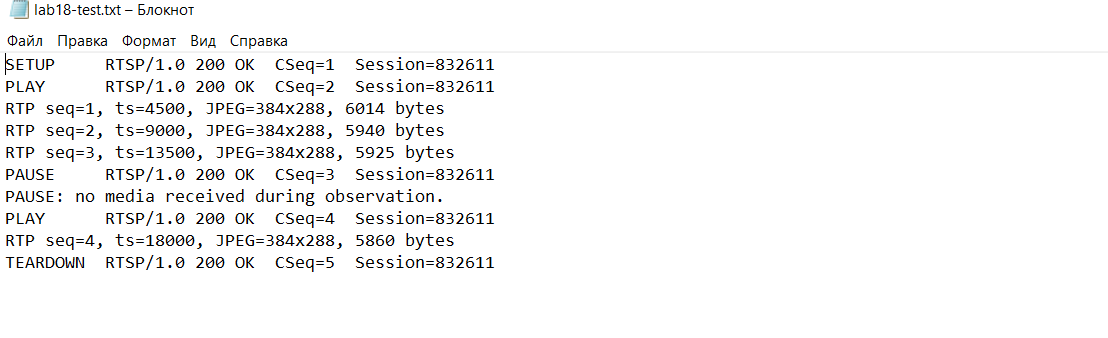 lab18-test.txt – Блокнот
Файл Правка Формат Вид Справка
SETUP     RTSP/1.0 200 OK  CSeq=1  Session=832611
PLAY      RTSP/1.0 200 OK  CSeq=2  Session=832611
RTP seq=1, ts=4500, JPEG=384x288, 6014 bytes
RTP seq=2, ts=9000, JPEG=384x288, 5940 bytes
RTP seq=3, ts=13500, JPEG=384x288, 5925 bytes
PAUSE     RTSP/1.0 200 OK  CSeq=3  Session=832611
PAUSE: no media received during observation.
PLAY      RTSP/1.0 200 OK  CSeq=4  Session=832611
RTP seq=4, ts=18000, JPEG=384x288, 5860 bytes
TEARDOWN  RTSP/1.0 200 OK  CSeq=5  Session=832611